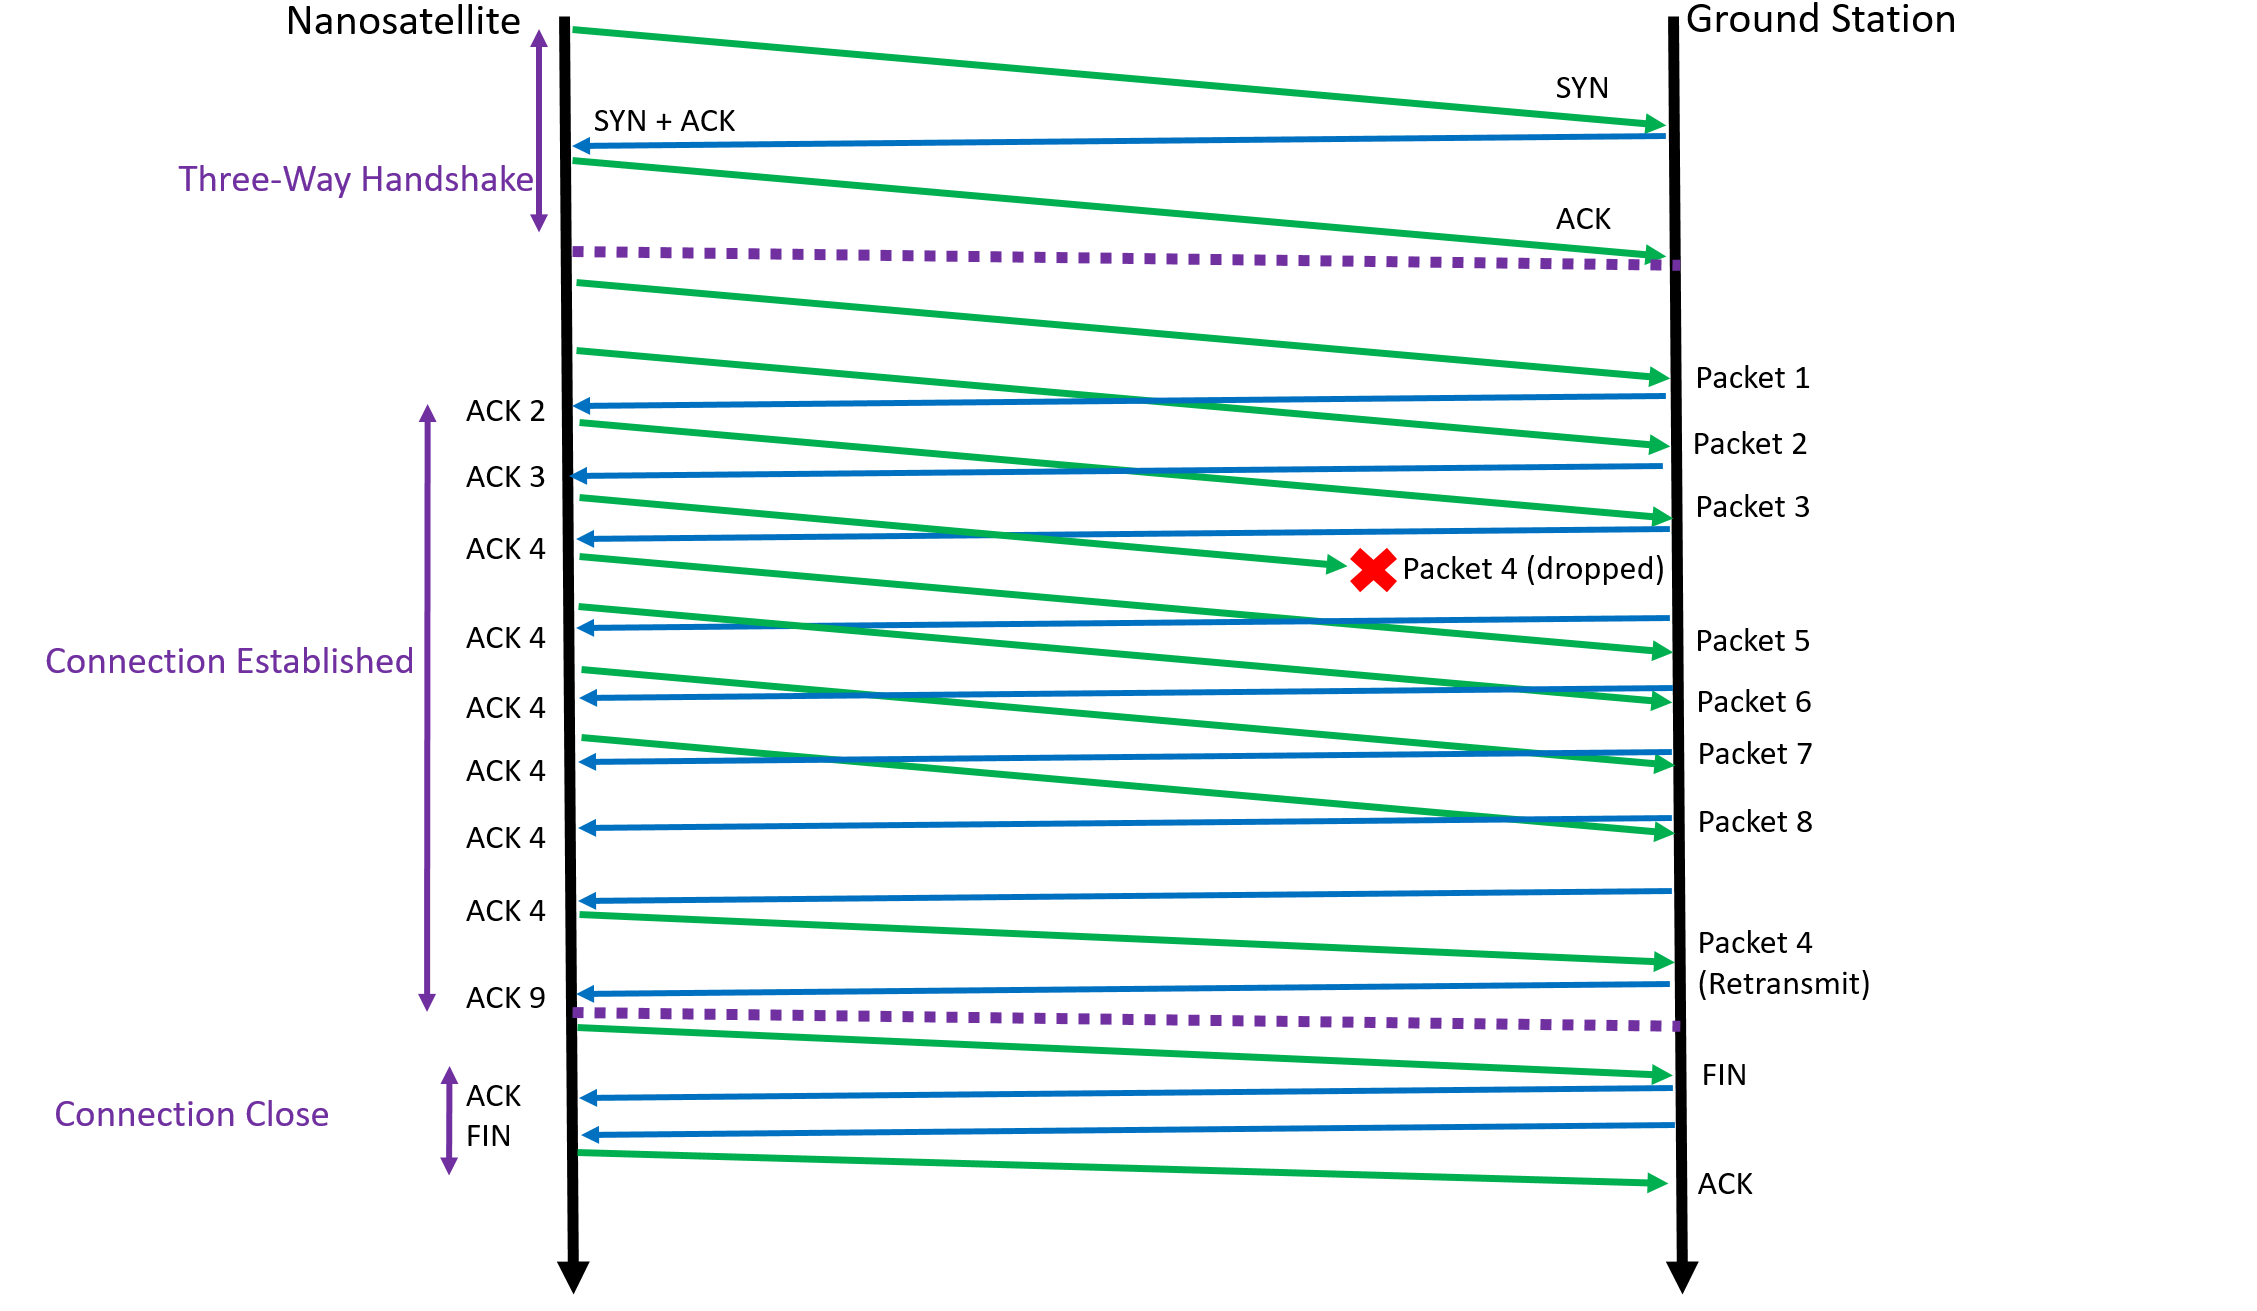 Nanosatellite
Ground Station
SYN
SYN + ACK
Three-Way Handshake
ACK
Packet 1
ACK 2
Packet 2
ACK 3
Packet 3
ACK 4
Packet 4 (dropped)
ACK 4
Packet 5
Connection Established
ACK 4
Packet 6
Packet 7
ACK 4
Packet 8
ACK 4
ACK 4
Packet 4
(Retransmit)
ACK 9
FIN
ACK
Connection Close
FIN
ACK